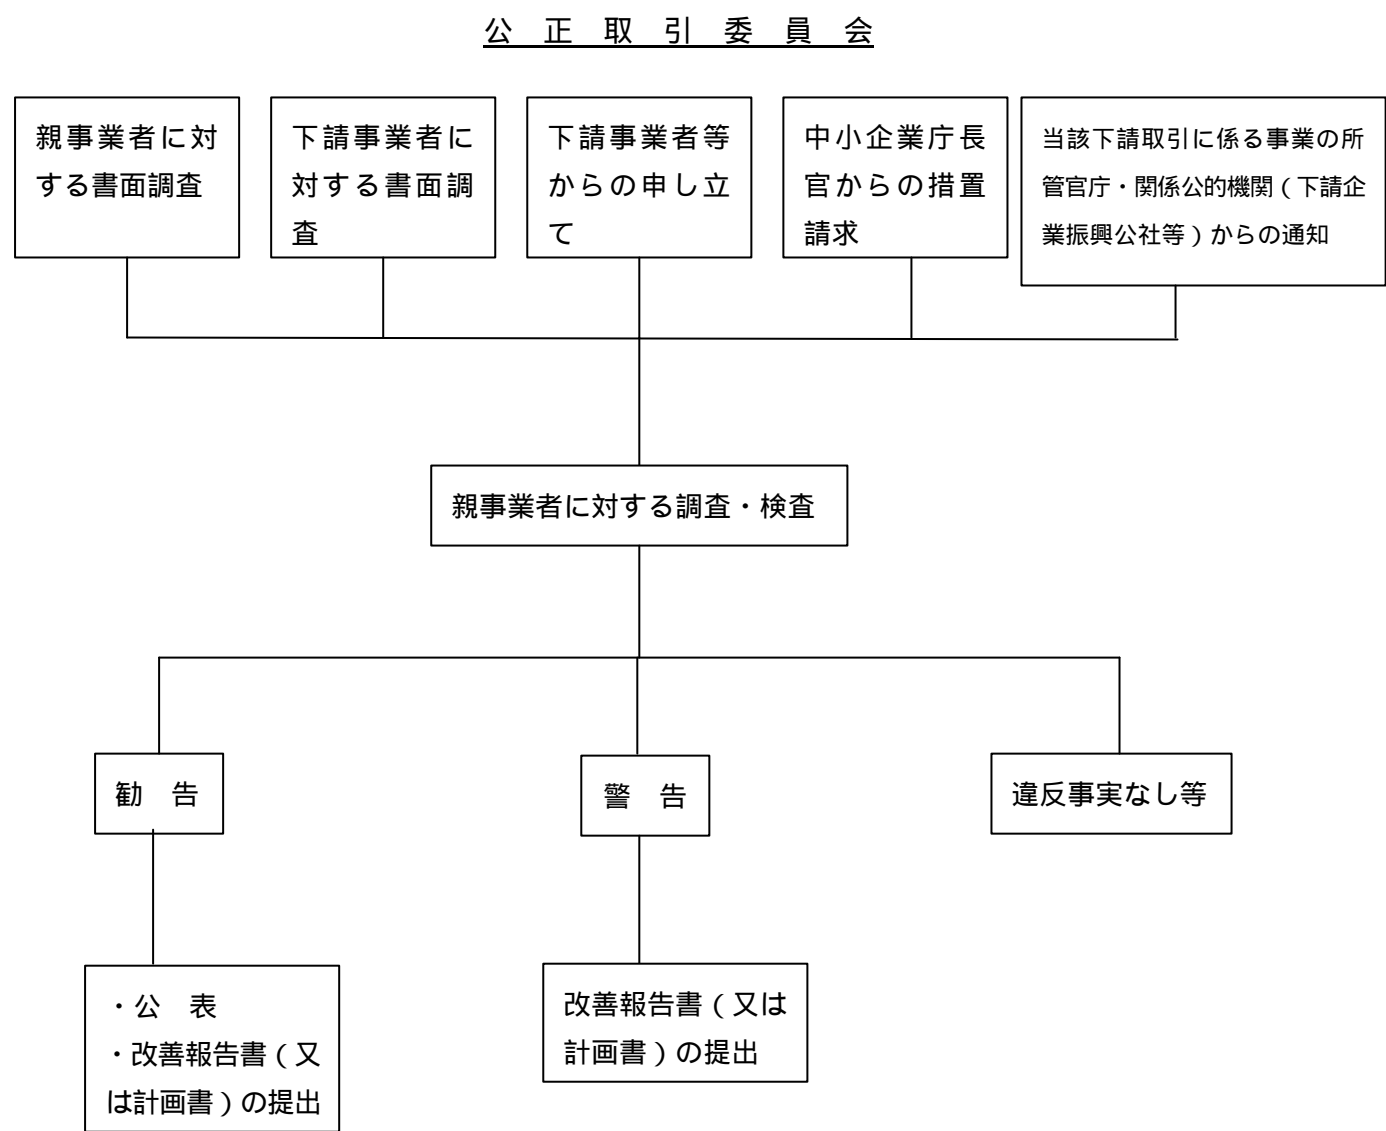 公 正 取 引 委 員 会
親事業者に対
する書面調査
下請事業者に
対する書面調
査
下請事業者等
からの申し立
て
中小企業庁長
官からの措置
請求
当該下請取引に係る事業の所
管官庁・関係公的機関(下請企
業振興公社等)からの通知
親事業者に対する調査・検査
勧 告
警 告
違反事実なし等
・公 表
・改善報告書(又
は計画書)の提出
改善報告書(又は
計画書)の提出